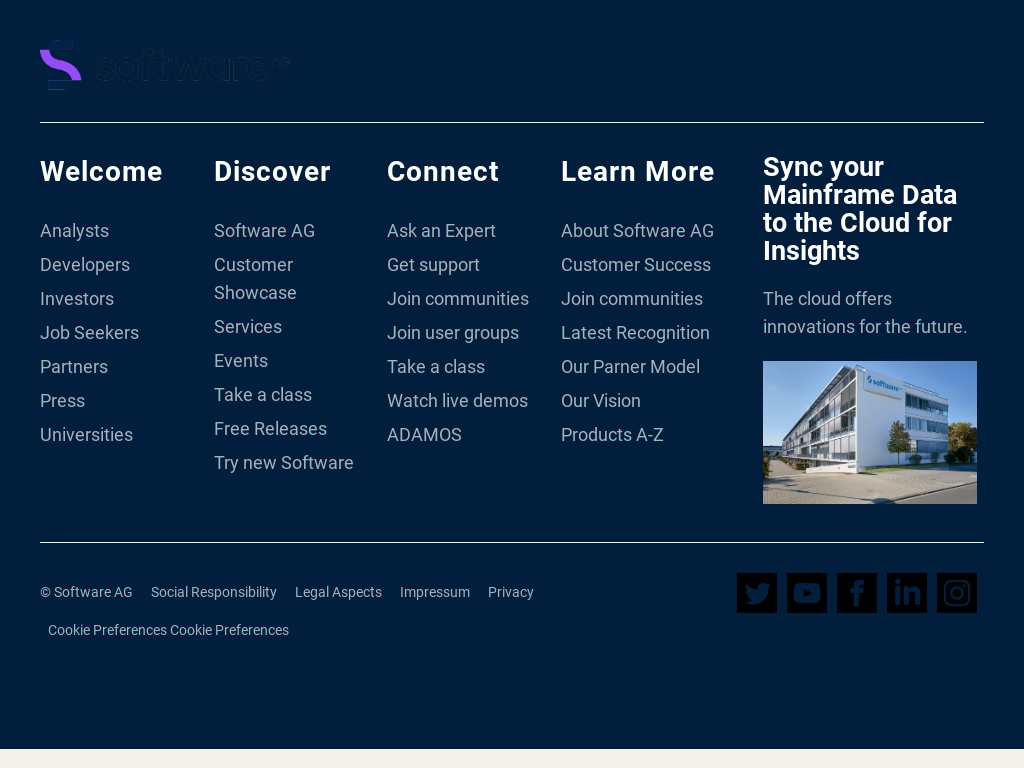 software AG
Welcome
Analysts
Developers
Investors
Job Seekers
Partners
Press
Universities
Discover
Software AG
Customer
Showcase
Services
Events
Take a class
Free Releases
Try new Software
Connect
Ask an Expert
Get support
Join communities
Join user groups
Take a class
Watch live demos
ADAMOS
Learn More
About Software AG
Customer Success
Join communities
Latest Recognition
Our Parner Model
Our Vision
Products A-Z
Sync your
Mainframe Data
to the Cloud for
Insights
The cloud offers
innovations for the future.
software
© Software AG Social Responsibility Legal Aspects Impressum Privacy
Cookie Preferences Cookie Preferences